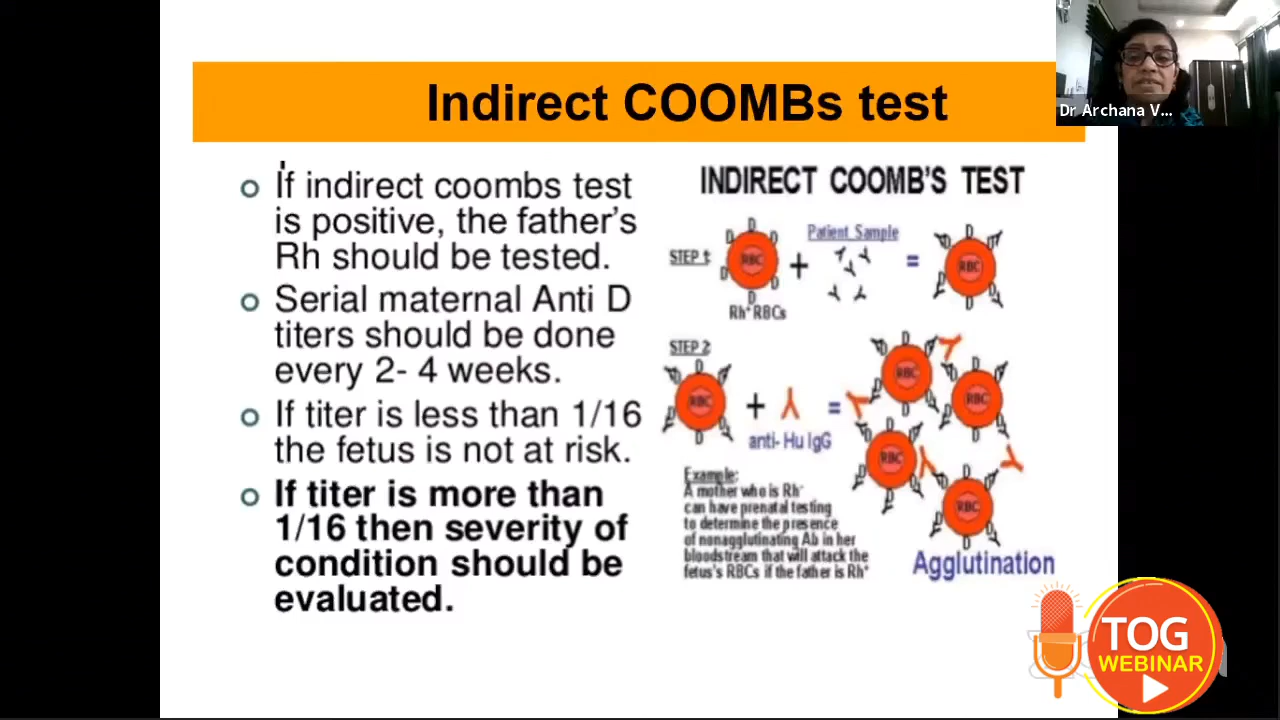 Indirect COOMBs test
Dr Archana V...
If indirect coombs test
is positive, the father's
Rh should be tested.
Serial maternal Anti D
titers should be done
every 2- 4 weeks.
If titer is less than 1/16
the fetus is not at risk.
If titer is more than
1/16 then severity of
condition should be
evaluated.
INDIRECT COOMB'S TEST
STEP 1:
D
D
D
D
D
D
RBC
+
Patient Sample
=
D
D
D
D
D
D
RBC
Rh⁺ RBCs
STEP 2
D
D
D
D
D
D
RBC
+
anti-Hu IgG
=
D
D
D
D
D
D
RBC
D
D
D
D
D
D
RBC
D
D
D
D
D
D
RBC
D
D
D
D
D
D
RBC
Example:
A mother who is Rh⁻
can have prenatal testing
to determine the presence
of nonagglutinating Ab in her
bloodstream that will attack the
fetus's RBCs if the father is Rh⁺
Agglutination
TOG
WEBINAR